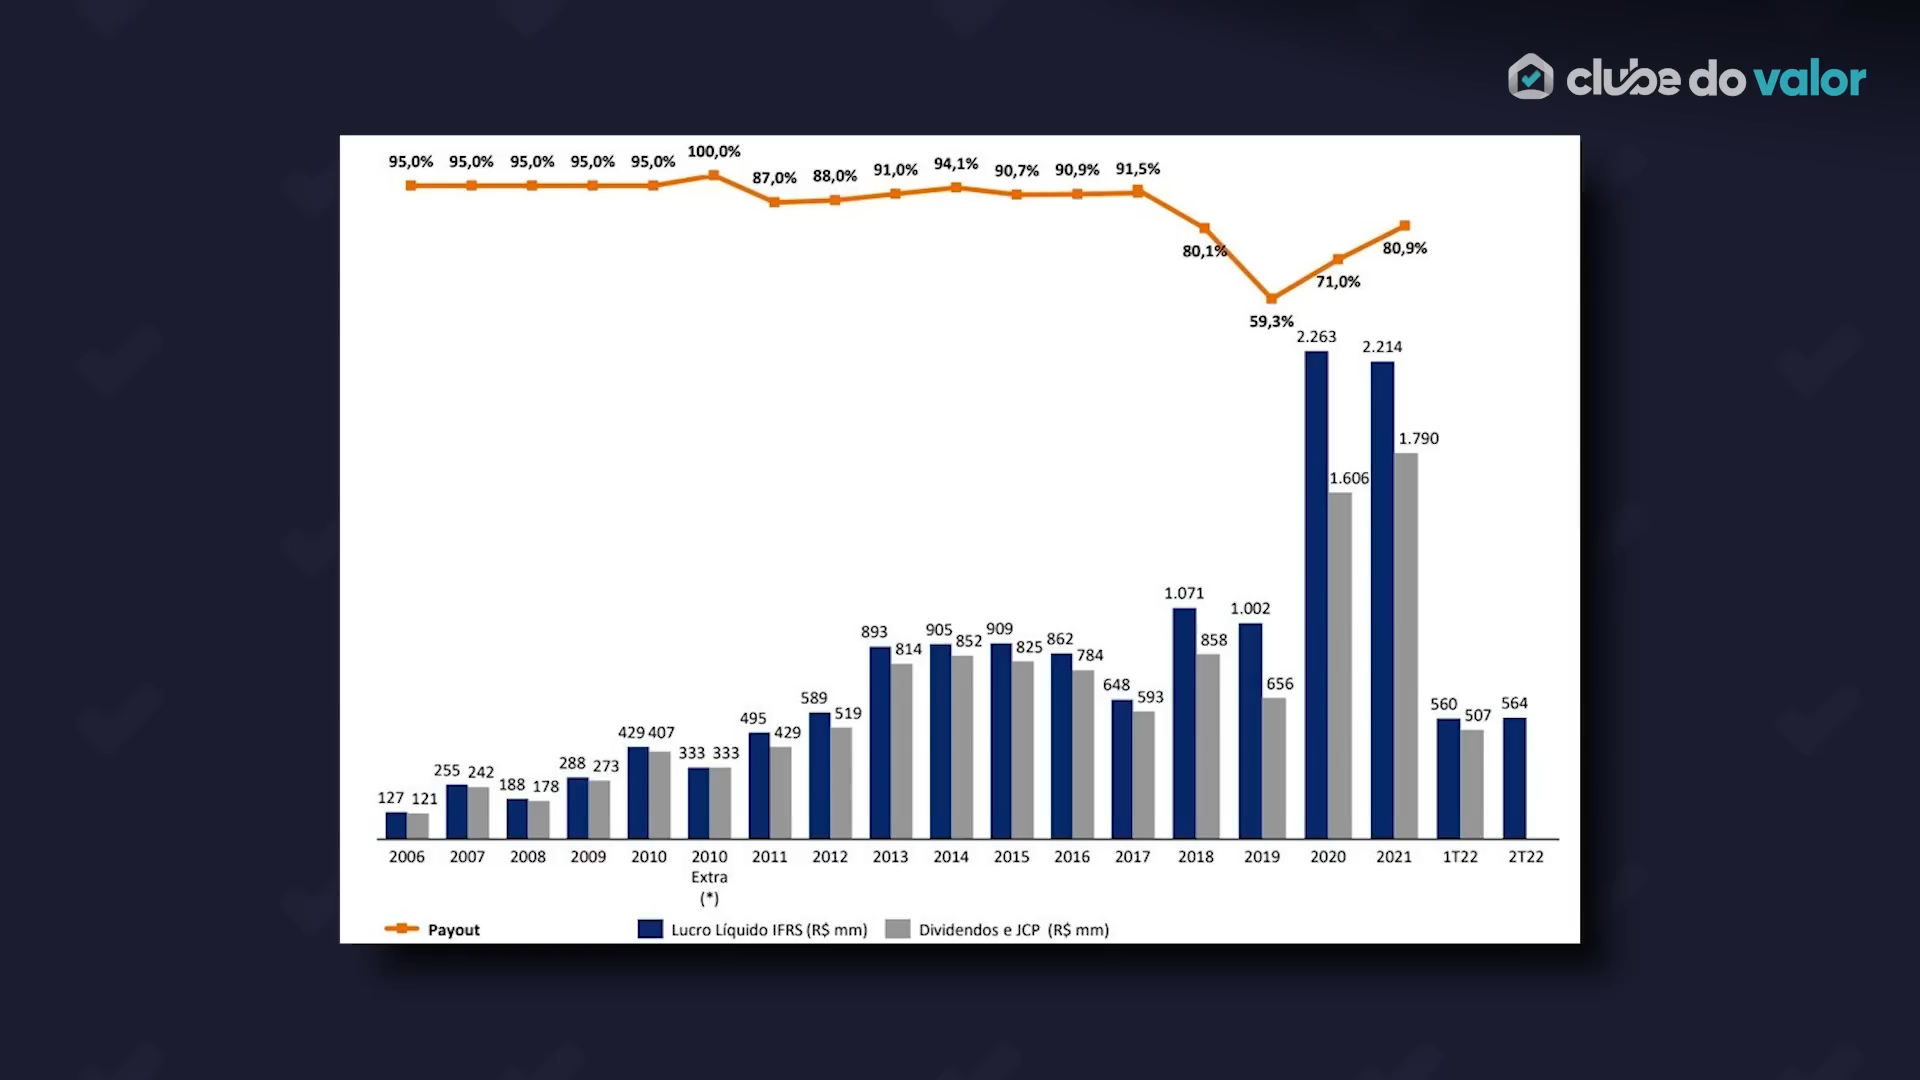 clube do valor
95,0% 95,0% 95,0% 95,0% 95,0% 100,0% 87,0% 88,0% 91,0% 94,1% 90,7% 90,9% 91,5%
80,1% 59,3% 71,0% 80,9%
2.263 2.214
1.606 1.790
127 121 255 242 188 178 288 273 429 407 333 333 495 429 589 519 893 814 905 852 909 825 862 784 648 593 1.071 858 1.002 656 560 507 564
2006 2007 2008 2009 2010 2010 2011 2012 2013 2014 2015 2016 2017 2018 2019 2020 2021 1T22 2T22
Extra
(*)
Payout Lucro Líquido IFRS (R$ mm) Dividendos e JCP (R$ mm)